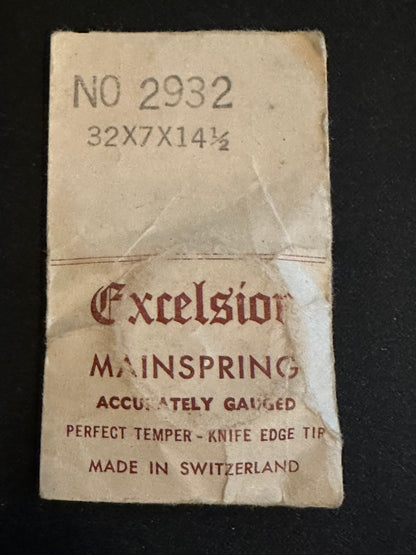 NO 2932
32X7X14½
Excelsior
MAINSPRING
ACCURATELY GAUGED
PERFECT TEMPER - KNIFE EDGE TIP
MADE IN SWITZERLAND